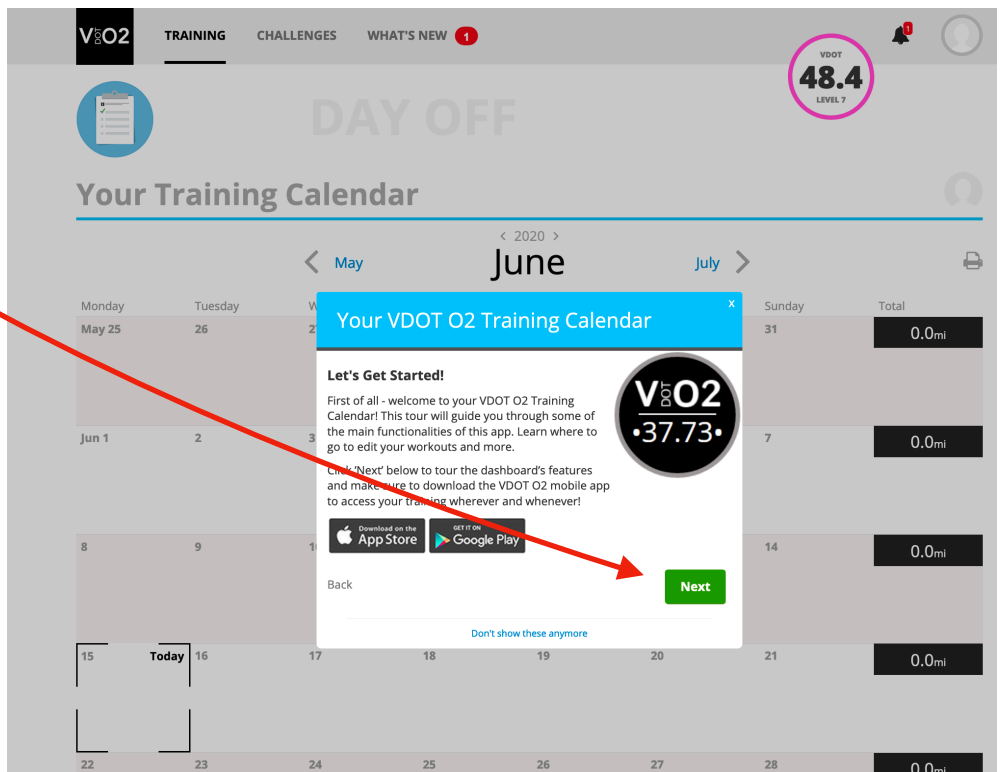 VDOTO2 TRAINING CHALLENGES WHAT'S NEW 1 1
VDOT
48.4
LEVEL 7
DAY OFF
Your Training Calendar
< 2020 >
May June July
Monday Tuesday W Sunday Total
May 25 26 2 31 0.0mi
Your VDOT O2 Training Calendar x
Let's Get Started!
First of all - welcome to your VDOT O2 Training
Calendar! This tour will guide you through some of
the main functionalities of this app. Learn where to
go to edit your workouts and more.
Click 'Next' below to tour the dashboard's features
and make sure to download the VDOT O2 mobile app
to access your training wherever and whenever!
VDOTO2
•37.73•
Download on the
App Store
GET IT ON
Google Play
Back Next
Don't show these anymore
Jun 1 2 3 7 0.0mi
8 9 1 14 0.0mi
15 Today 16 17 18 19 20 21 0.0mi
22 23 24 25 26 27 28 0.0mi